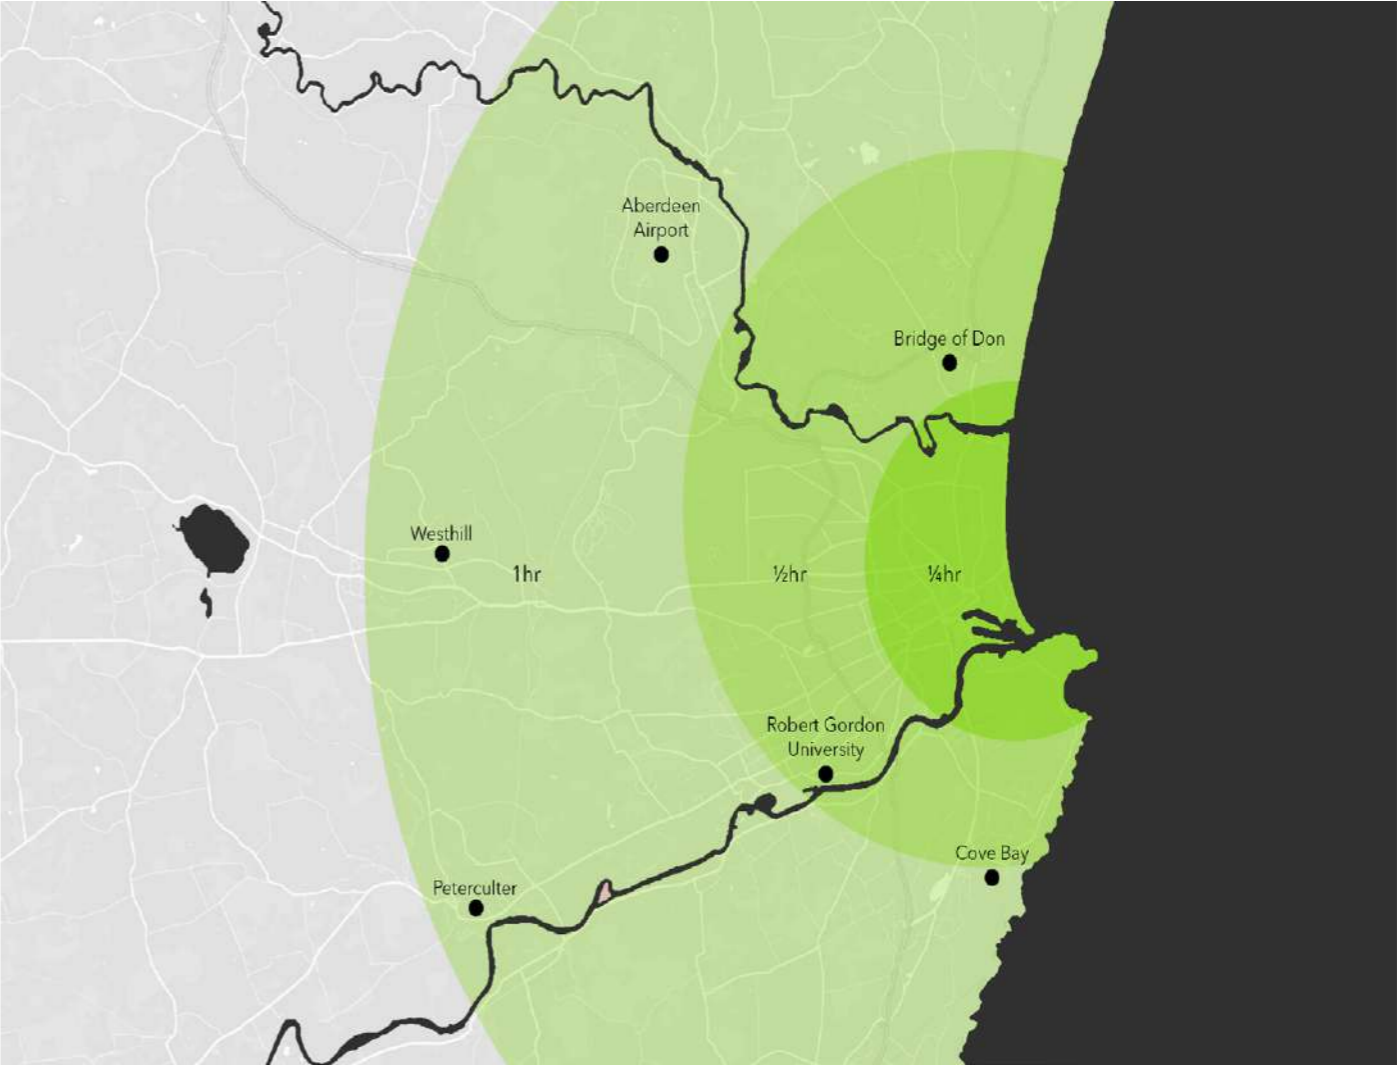 Aberdeen
Airport
Bridge of Don
Westhill
1hr
½hr
¼hr
Robert Gordon
University
Cove Bay
Peterculter